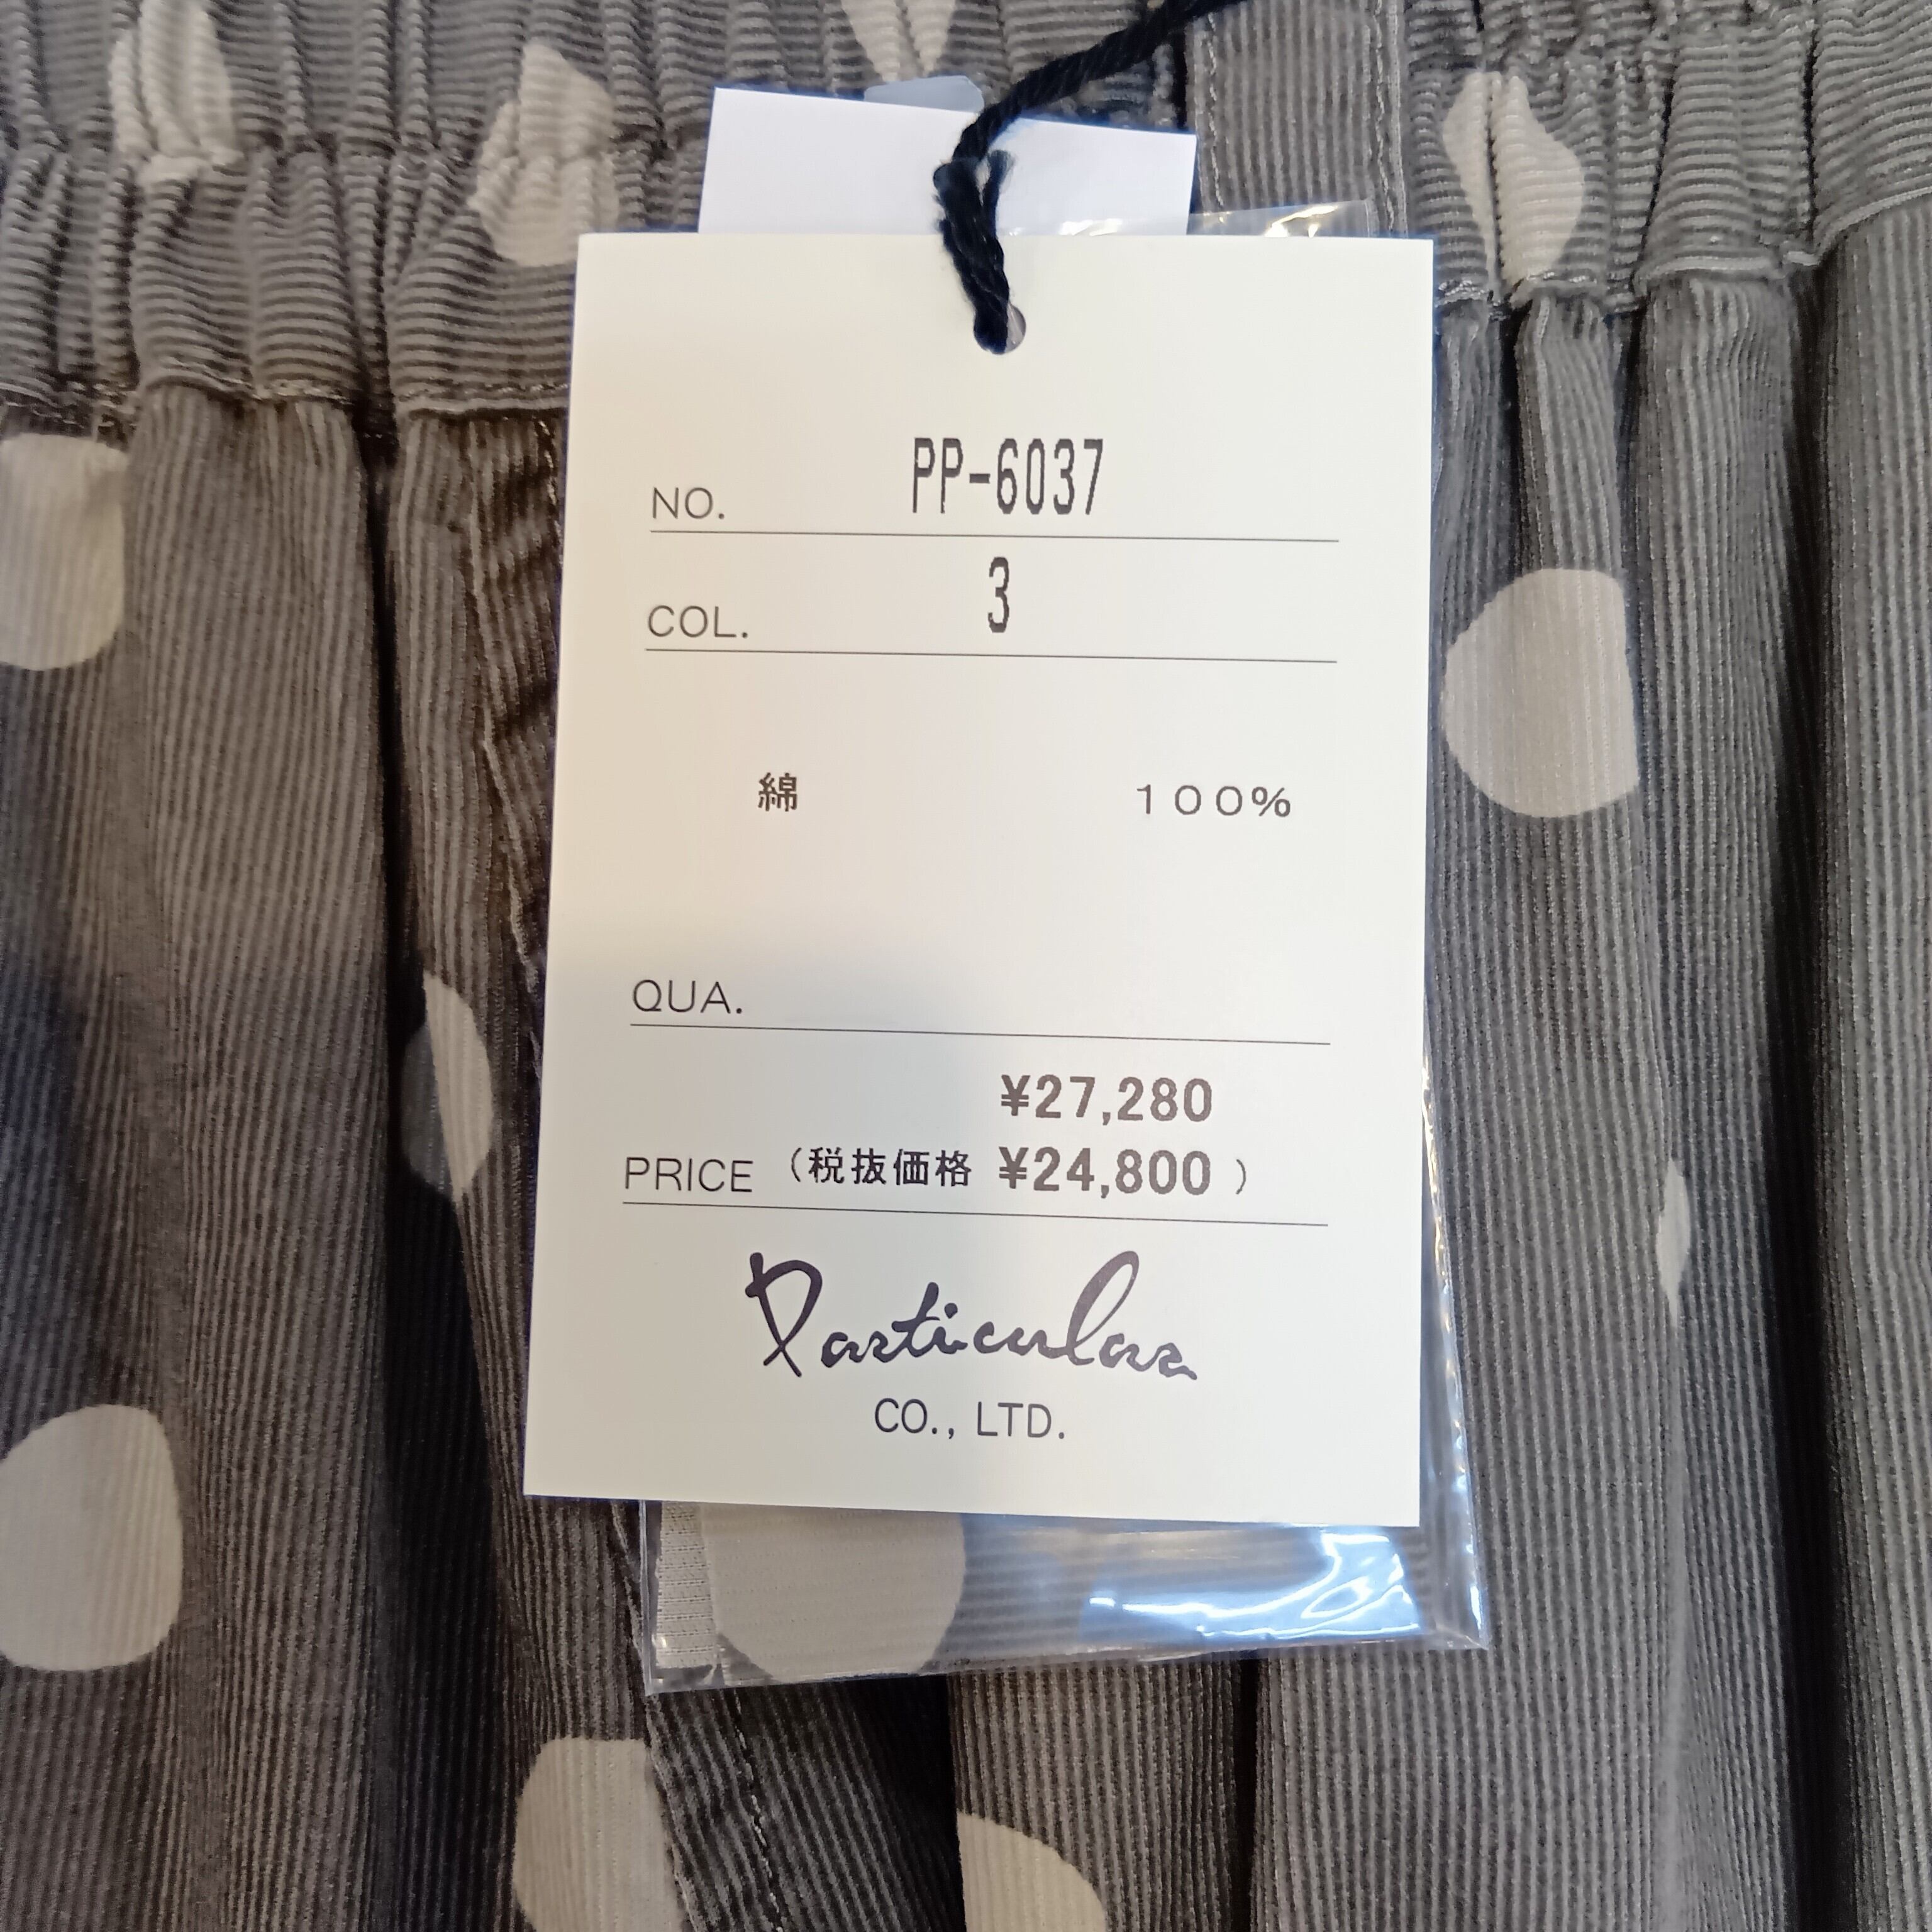 NO. PP-6037
COL. 3
綿 100%
QUA.
¥27,280
PRICE (税抜価格 ¥24,800)
Particular
CO., LTD.